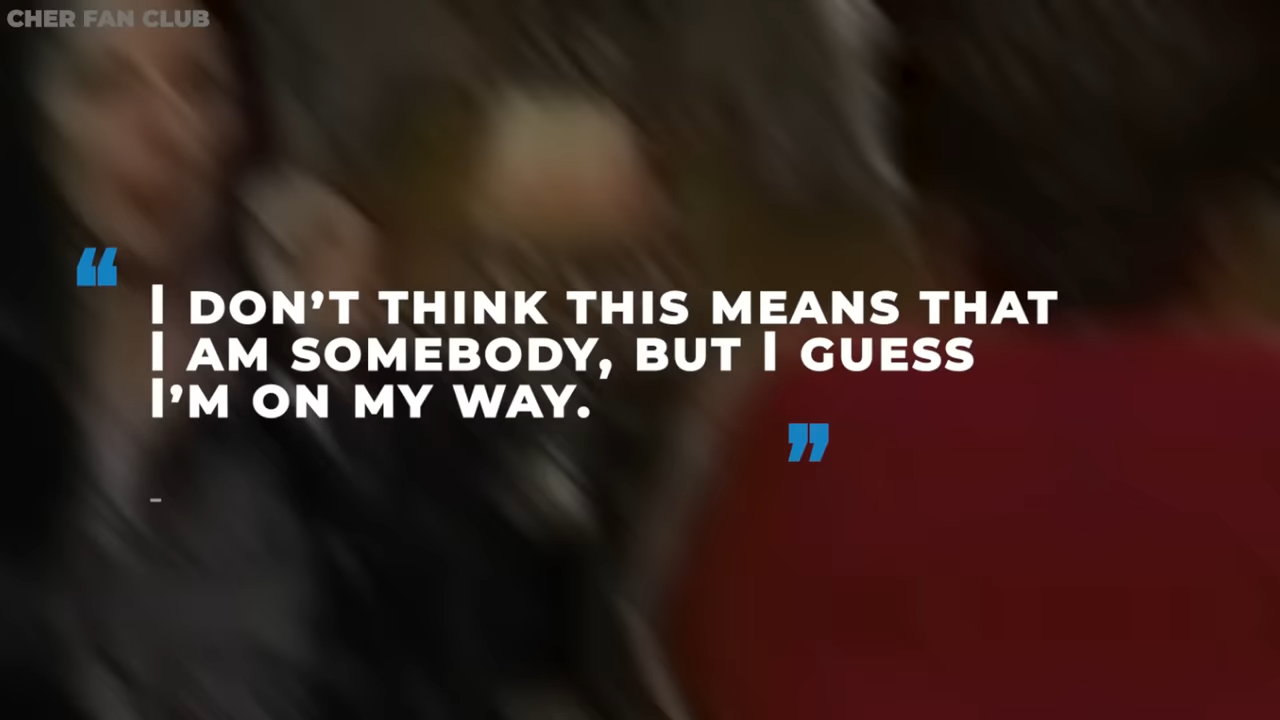 CHER FAN CLUB
“
I DON’T THINK THIS MEANS THAT
I AM SOMEBODY, BUT I GUESS
I’M ON MY WAY.
”
–